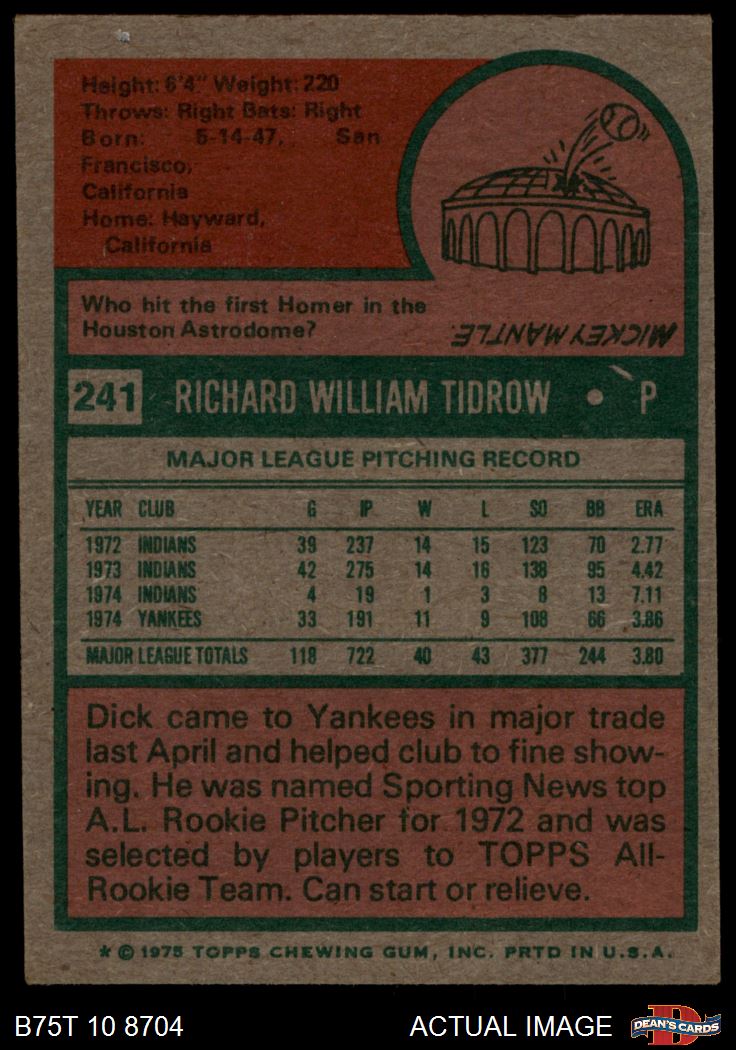 Height: 6'4" Weight: 220
Throws: Right Bats: Right
Born: 5-14-47, San
Francisco,
California
Home: Hayward,
California
Who hit the first Homer in the
Houston Astrodome?
MICKEY MANTLE.
241 RICHARD WILLIAM TIDROW • P
MAJOR LEAGUE PITCHING RECORD
YEAR CLUB G IP W L SO BB ERA
1972 INDIANS 39 237 14 15 123 70 2.77
1973 INDIANS 42 275 14 16 138 95 4.42
1974 INDIANS 4 19 1 3 8 13 7.11
1974 YANKEES 33 191 11 9 108 66 3.86
MAJOR LEAGUE TOTALS 118 722 40 43 377 244 3.80
Dick came to Yankees in major trade
last April and helped club to fine show-
ing. He was named Sporting News top
A.L. Rookie Pitcher for 1972 and was
selected by players to TOPPS All-
Rookie Team. Can start or relieve.
* © 1975 TOPPS CHEWING GUM, INC. PRTD IN U.S.A.
B75T 10 8704 ACTUAL IMAGE DEAN'S CARDS